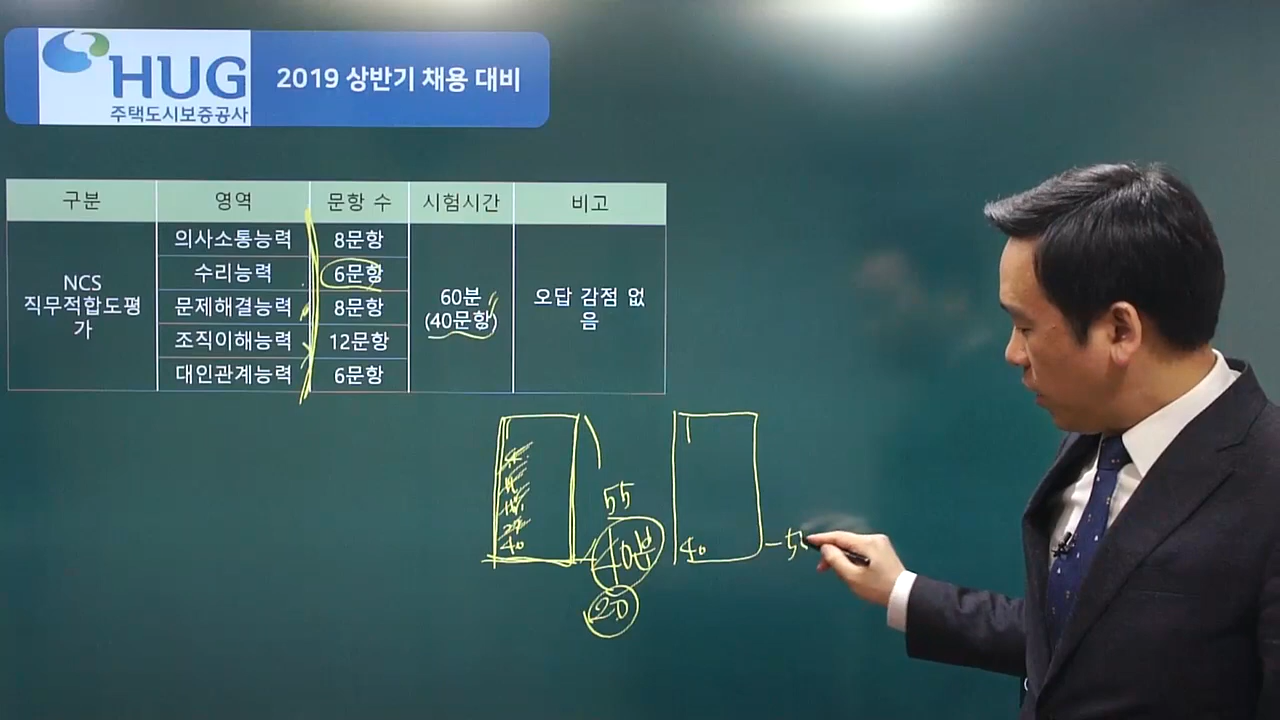 HUG
주택도시보증공사
2019 상반기 채용 대비
구분 영역 문항 수 시험시간 비고
NCS
직무적합도평
가
의사소통능력 8문항
수리능력 6문항
문제해결능력 8문항
조직이해능력 12문항
대인관계능력 6문항
60분
(40문항)
오답 감점 없
음
55
40분
20
1
40
1
40